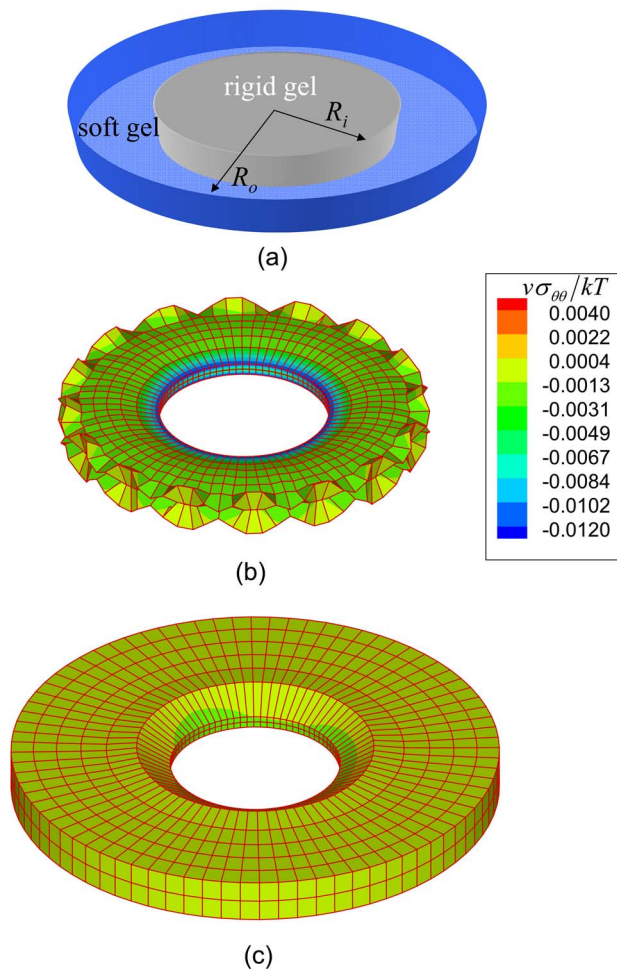 rigid gel
soft gel
R_i
R_o
(a)
vσ_θθ/kT
0.0040
0.0022
0.0004
-0.0013
-0.0031
-0.0049
-0.0067
-0.0084
-0.0102
-0.0120
(b)
(c)